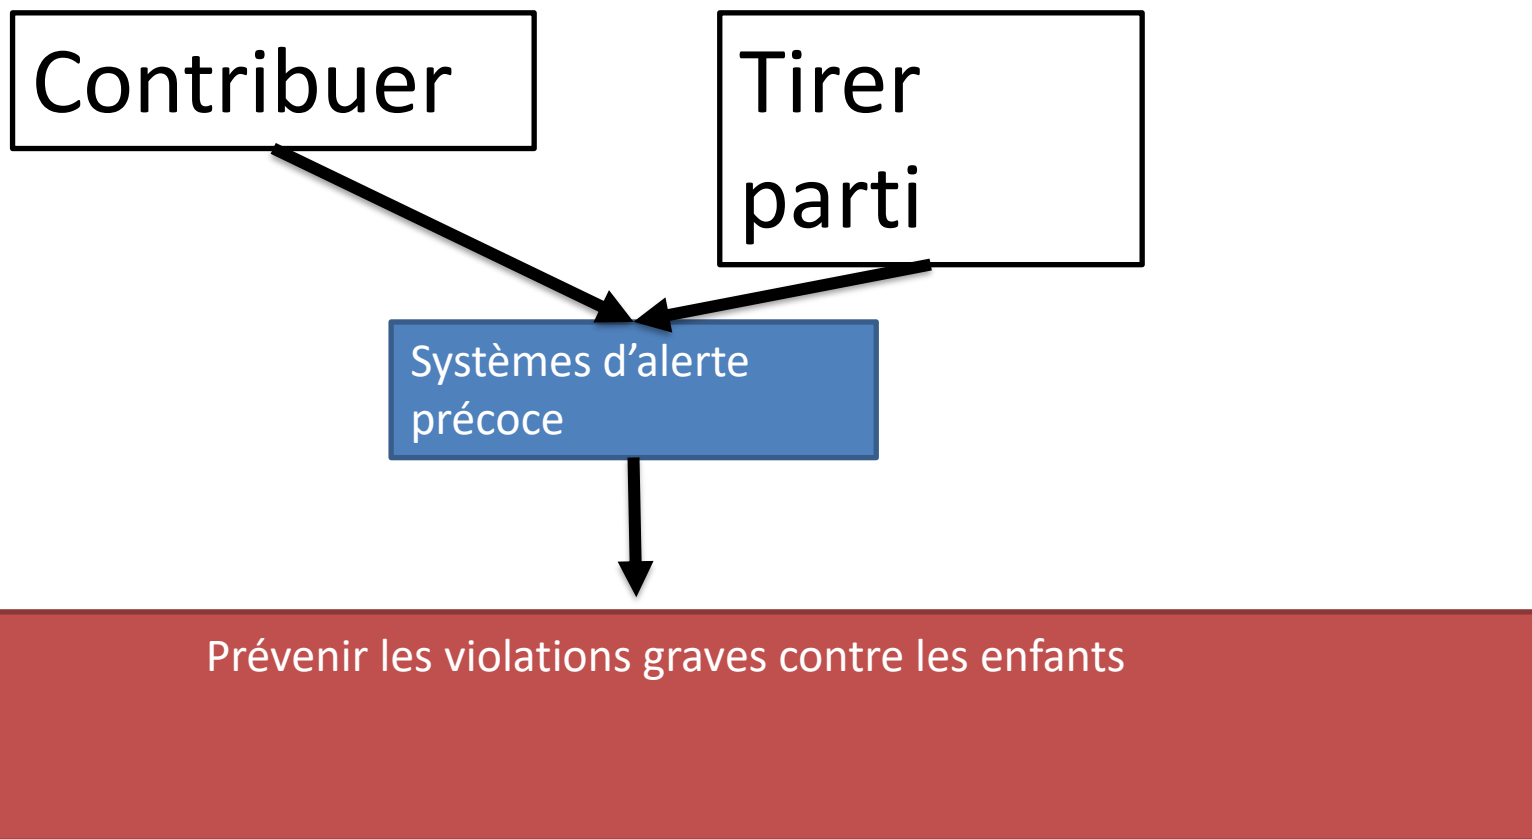 Contribuer
Tirer
parti
Systèmes d’alerte
précoce
Prévenir les violations graves contre les enfants